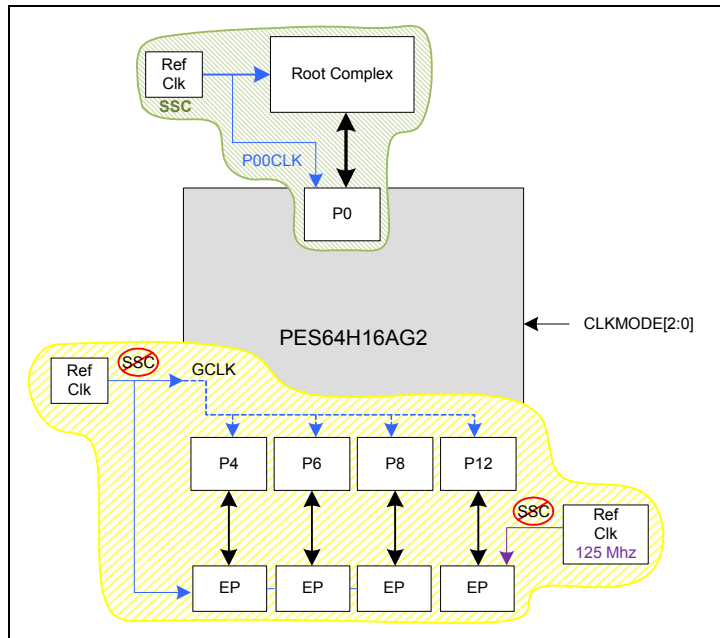 Ref
Clk
SSC
Root Complex
P00CLK
P0
PES64H16AG2
CLKMODE[2:0]
Ref
Clk
SSC
GCLK
P4
P6
P8
P12
SSC
Ref
Clk
125 Mhz
EP
EP
EP
EP